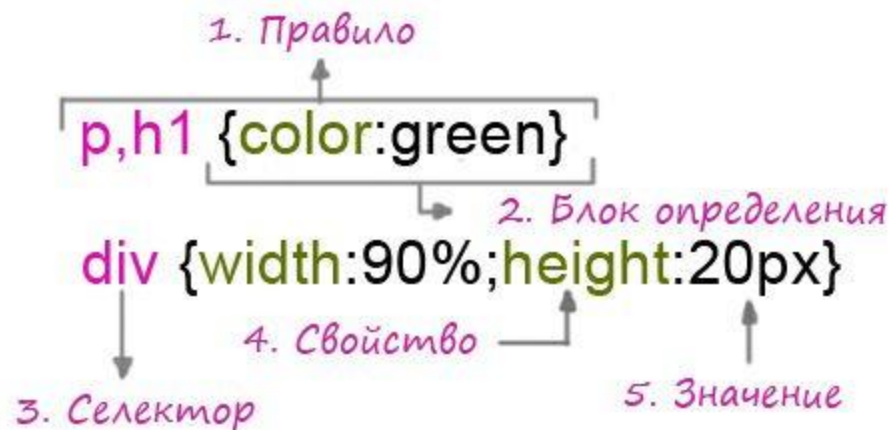 1. Правило
p,h1 {color:green}
2. Блок определения
div {width:90%;height:20px}
4. Свойство
5. Значение
3. Селектор